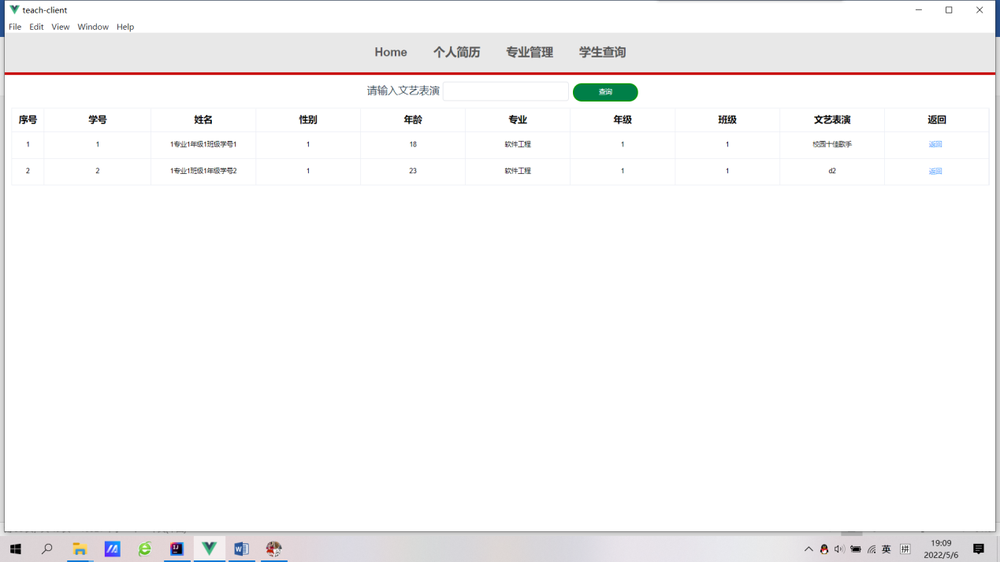 teach-client
File Edit View Window Help
Home 个人简历 专业管理 学生查询
请输入文艺表演 查询
序号 学号 姓名 性别 年龄 专业 年级 班级 文艺表演 返回
1 1 1专业1年级1班级学号1 1 18 软件工程 1 1 校园十佳歌手 返回
2 2 1专业1班级1年级学号2 1 23 软件工程 1 1 d2 返回
英 拼 19:09
2022/5/6